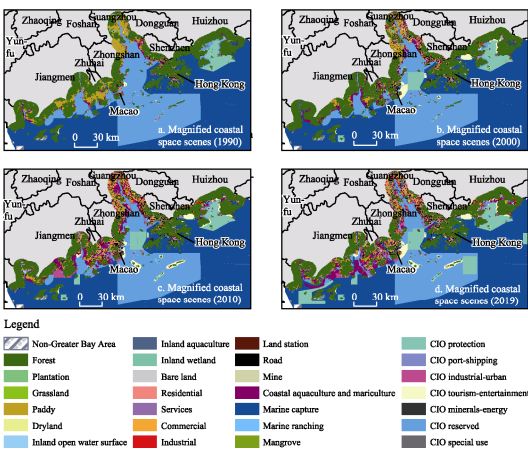 Zhaoqing
Foshan
Guangzhou
Dongguan
Huizhou
Yun-
fu
Zhongshan
Shenzhen
Jiangmen
Zhuhai
Hong Kong
Macao
0 30 km
a. Magnified coastal
space scenes (1990)
Zhaoqing
Foshan
Guangzhou
Dongguan
Huizhou
Yun-
fu
Zhongshan
Shenzhen
Jiangmen
Zhuhai
Hong Kong
Macao
0 30 km
b. Magnified coastal
space scenes (2000)
Zhaoqing
Foshan
Guangzhou
Dongguan
Huizhou
Yun-
fu
Zhongshan
Shenzhen
Jiangmen
Zhuhai
Hong Kong
Macao
0 30 km
c. Magnified coastal
space scenes (2010)
Zhaoqing
Foshan
Guangzhou
Dongguan
Huizhou
Yun-
fu
Zhongshan
Shenzhen
Jiangmen
Zhuhai
Hong Kong
Macao
0 30 km
d. Magnified coastal
space scenes (2019)
Legend
Non-Greater Bay Area
Forest
Plantation
Grassland
Paddy
Dryland
Inland open water surface
Inland aquaculture
Inland wetland
Bare land
Residential
Services
Commercial
Industrial
Land station
Road
Mine
Coastal aquaculture and mariculture
Marine capture
Marine ranching
Mangrove
CIO protection
CIO port-shipping
CIO industrial-urban
CIO tourism-entertainment
CIO minerals-energy
CIO reserved
CIO special use